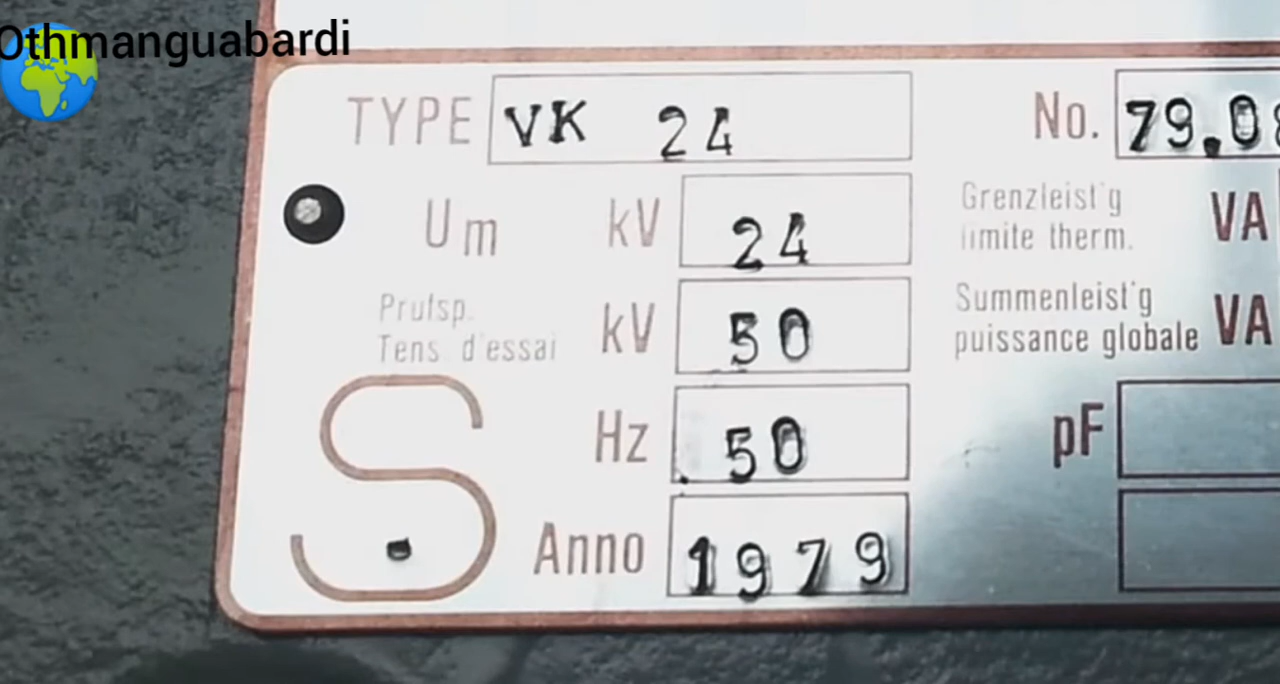 Othmanguabardi
TYPE VK 24 No. 79.08
Um kV 24 Grenzleist'g
limite therm. VA
Prufsp.
Tens. d'essai kV 50 Summenleist'g
puissance globale VA
Hz 50 pF
S Anno 1979